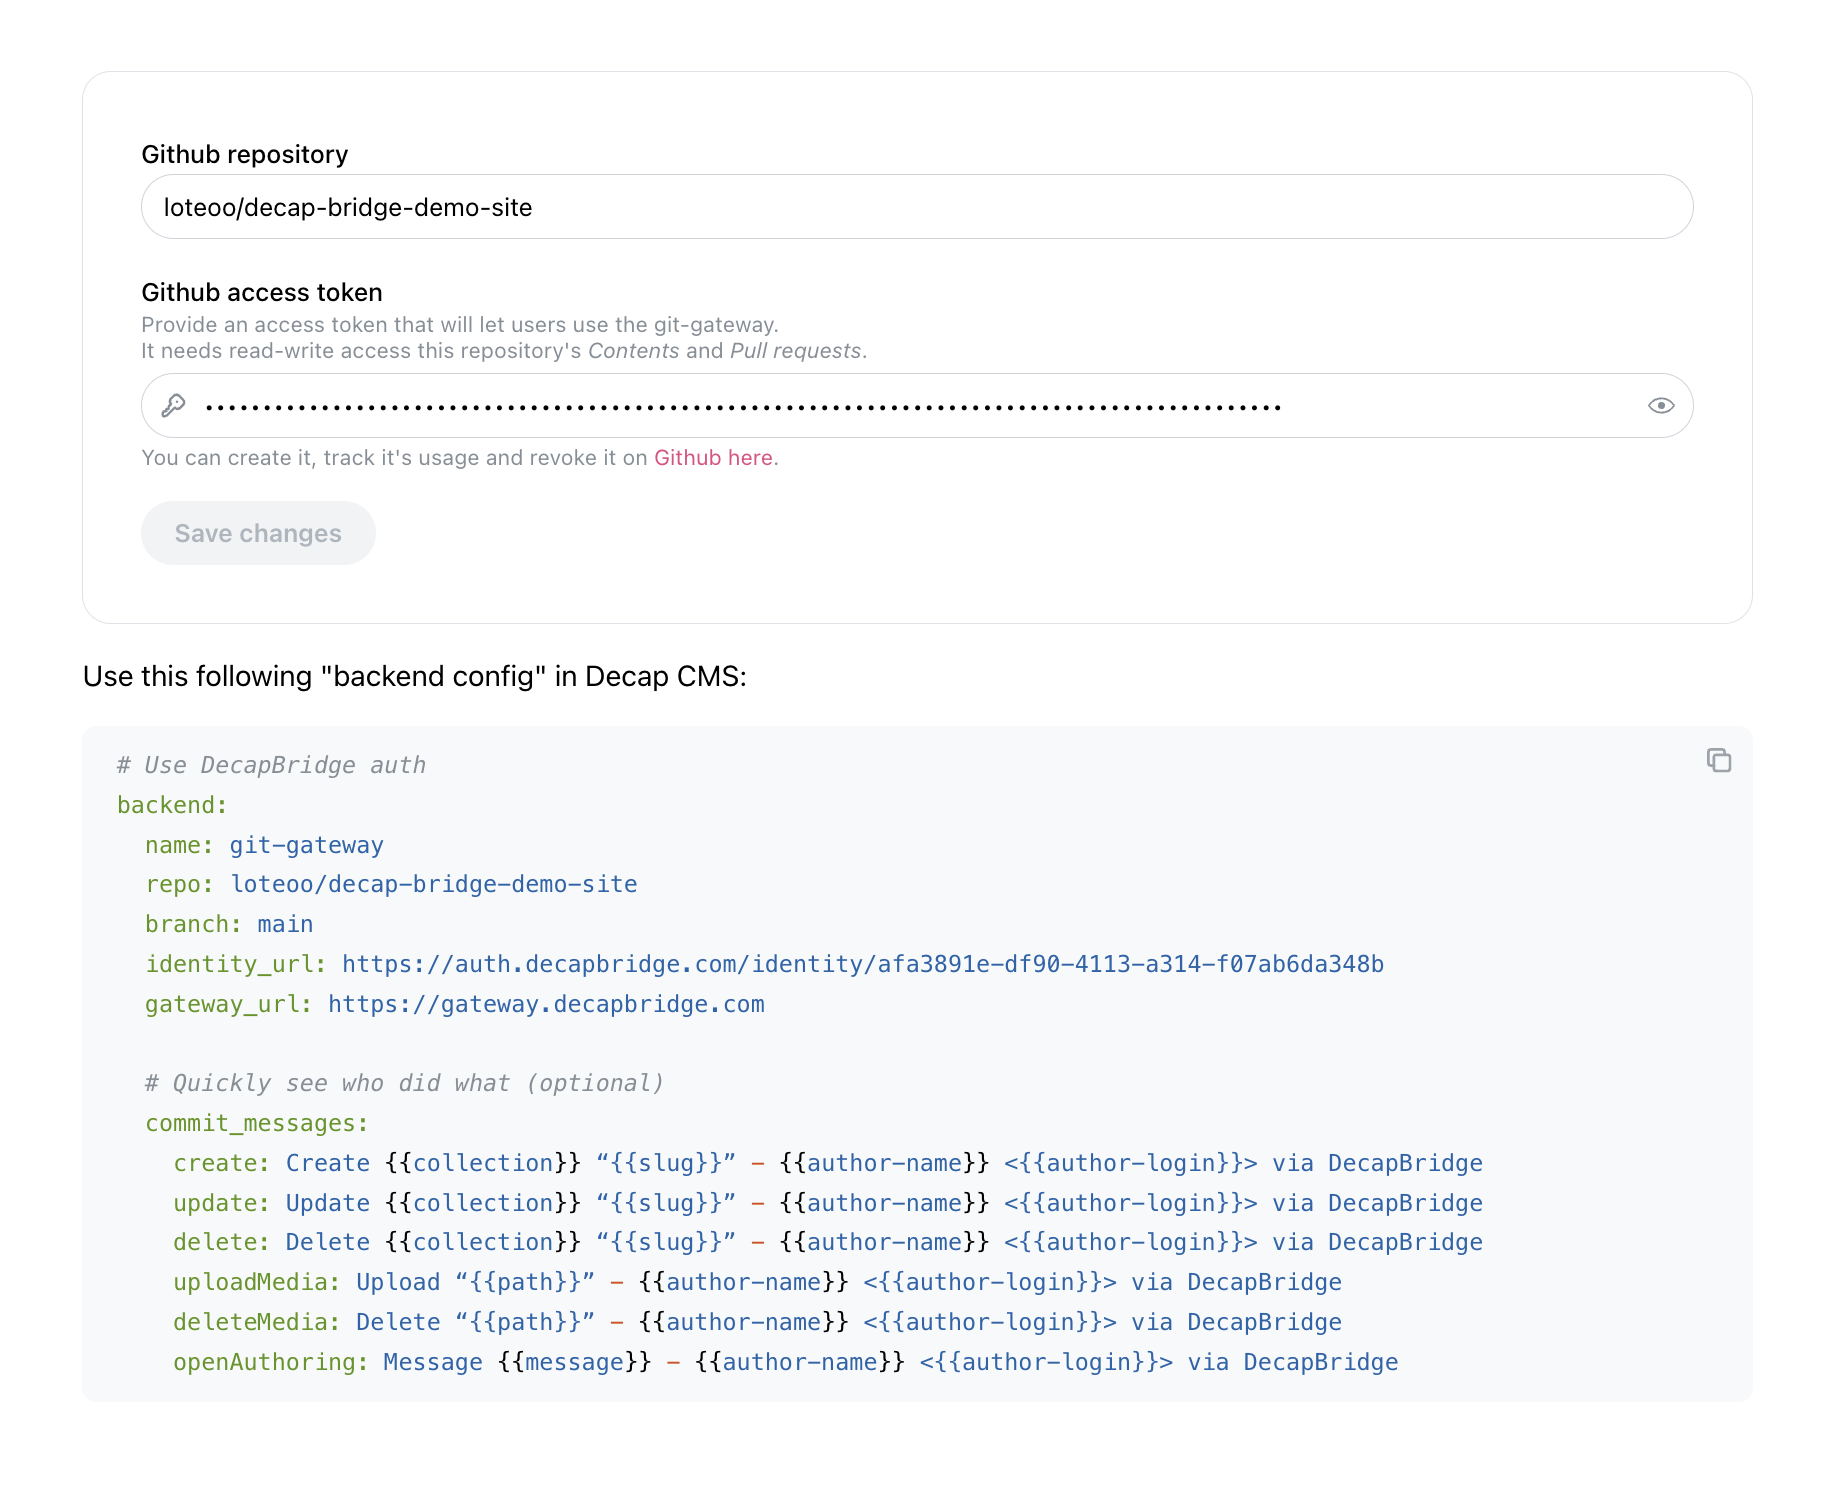 Github repository
loteoo/decap-bridge-demo-site
Github access token
Provide an access token that will let users use the git-gateway.
It needs read-write access this repository's Contents and Pull requests.
You can create it, track it's usage and revoke it on Github here.
Save changes
Use this following "backend config" in Decap CMS:
# Use DecapBridge auth
backend:
  name: git-gateway
  repo: loteoo/decap-bridge-demo-site
  branch: main
  identity_url: https://auth.decapbridge.com/identity/afa3891e-df90-4113-a314-f07ab6da348b
  gateway_url: https://gateway.decapbridge.com
  # Quickly see who did what (optional)
  commit_messages:
    create: Create {{collection}} “{{slug}}” - {{author-name}} <{{author-login}}> via DecapBridge
    update: Update {{collection}} “{{slug}}” - {{author-name}} <{{author-login}}> via DecapBridge
    delete: Delete {{collection}} “{{slug}}” - {{author-name}} <{{author-login}}> via DecapBridge
    uploadMedia: Upload “{{path}}” - {{author-name}} <{{author-login}}> via DecapBridge
    deleteMedia: Delete “{{path}}” - {{author-name}} <{{author-login}}> via DecapBridge
    openAuthoring: Message {{message}} - {{author-name}} <{{author-login}}> via DecapBridge